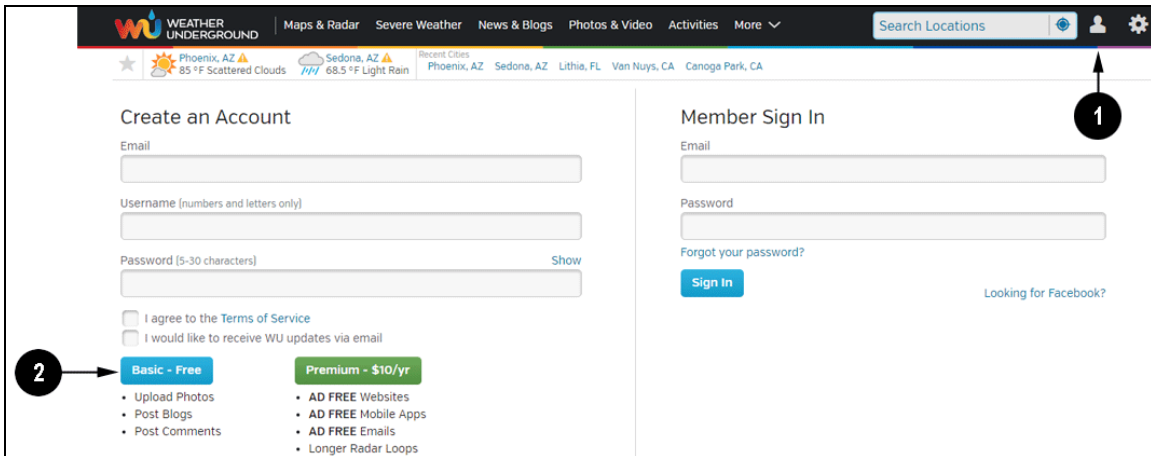 WEATHER UNDERGROUND
Maps & Radar Severe Weather News & Blogs Photos & Video Activities More
Search Locations
Phoenix, AZ
85 °F Scattered Clouds
Sedona, AZ
68.5 °F Light Rain
Recent Cities
Phoenix, AZ Sedona, AZ Lithia, FL Van Nuys, CA Canoga Park, CA
1
Create an Account
Email
Username (numbers and letters only)
Password (5-30 characters) Show
I agree to the Terms of Service
I would like to receive WU updates via email
2
Basic - Free
• Upload Photos
• Post Blogs
• Post Comments
Premium - $10/yr
• AD FREE Websites
• AD FREE Mobile Apps
• AD FREE Emails
• Longer Radar Loops
Member Sign In
Email
Password
Forgot your password?
Sign In
Looking for Facebook?